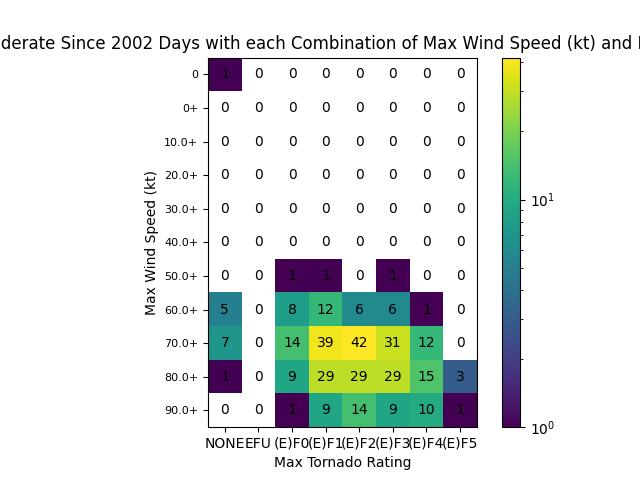 derate Since 2002 Days with each Combination of Max Wind Speed (kt) and
Max Wind Speed (kt)
0 1 0 0 0 0 0 0 0
0+ 0 0 0 0 0 0 0 0
10.0+ 0 0 0 0 0 0 0 0
20.0+ 0 0 0 0 0 0 0 0
30.0+ 0 0 0 0 0 0 0 0
40.0+ 0 0 0 0 0 0 0 0
50.0+ 0 0 1 1 0 1 0 0
60.0+ 5 0 8 12 6 6 1 0
70.0+ 7 0 14 39 42 31 12 0
80.0+ 1 0 9 29 29 29 15 3
90.0+ 0 0 1 9 14 9 10 1
NONE EFU (E)F0 (E)F1 (E)F2 (E)F3 (E)F4 (E)F5
Max Tornado Rating
10^1
10^0